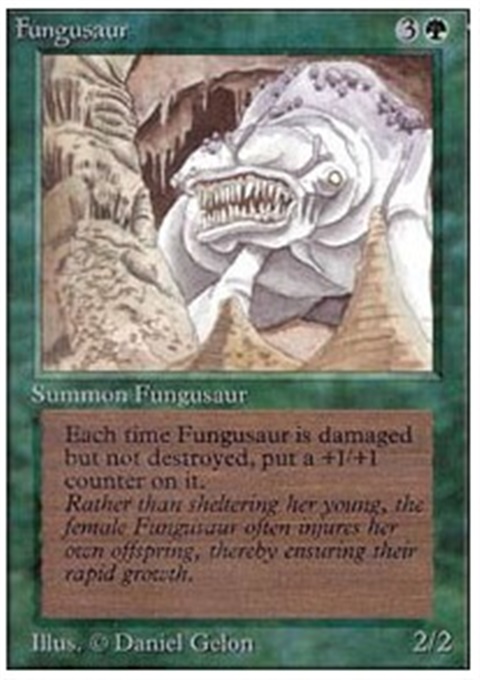 Fungusaur 3
Summon Fungusaur
Each time Fungusaur is damaged
but not destroyed, put a +1/+1
counter on it.
Rather than sheltering her young, the
female Fungusaur often injures her
own offspring, thereby ensuring their
rapid growth.
Illus. © Daniel Gelon 2/2